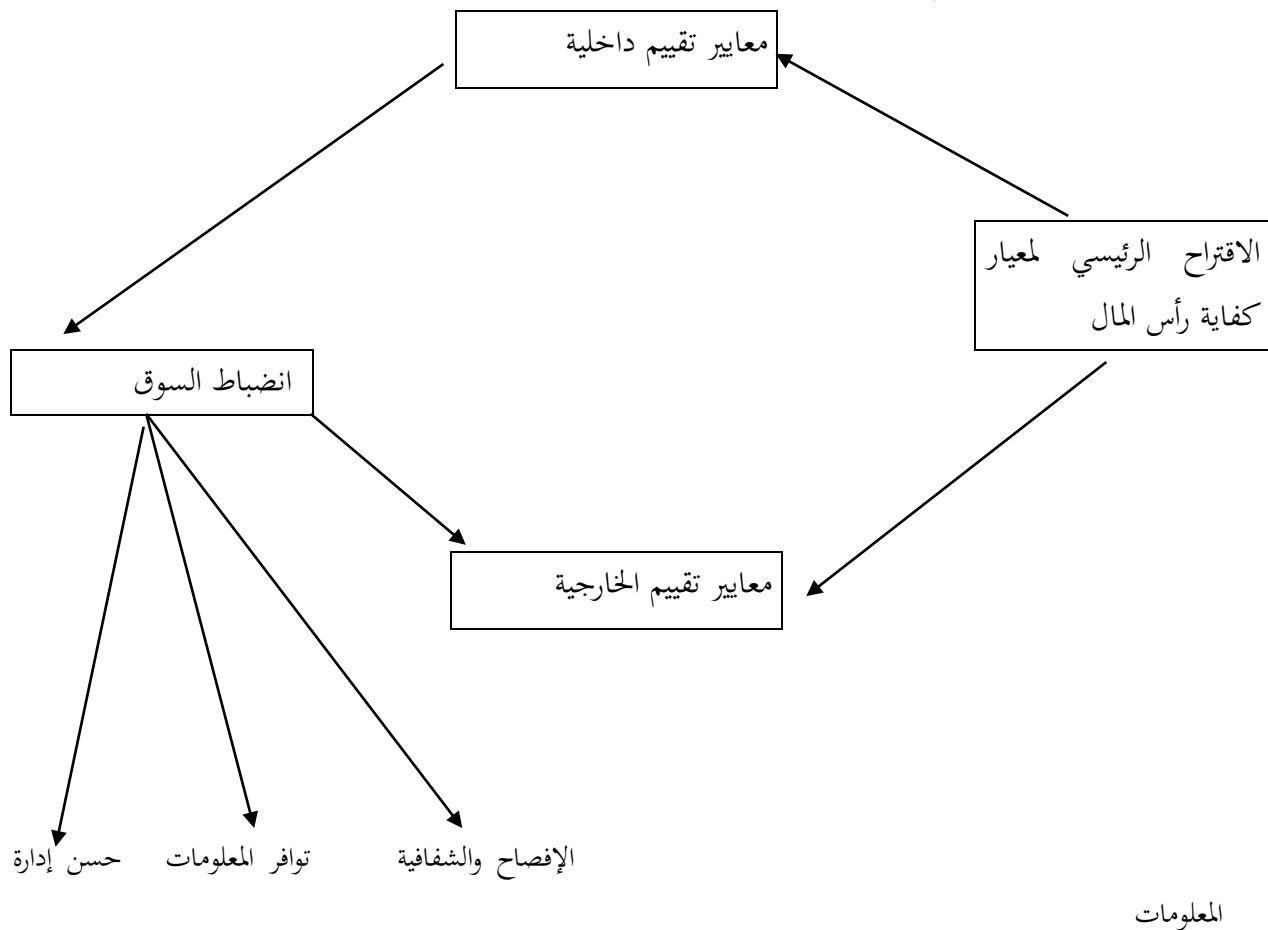 معايير تقييم داخلية
الاقتراح الرئيسي لمعيار
كفاية رأس المال
انضباط السوق
معايير تقييم الخارجية
الإفصاح والشفافية توافر المعلومات حسن إدارة
المعلومات